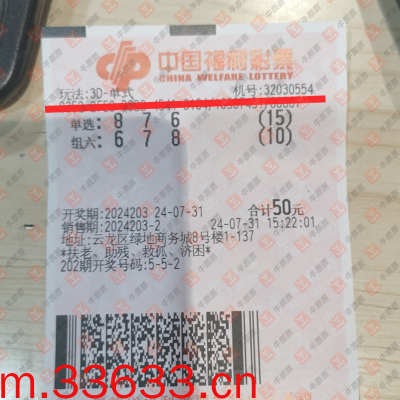 中国福利彩票
CHINA WELFARE LOTTERY
玩法:3D-单式 机号:32030554
单选:8 7 6 (15)
组六:6 7 8 (10)
开奖期:2024203 24-07-31 合计50元
销售期:2024203-2 24-07-31 15:22:01
地址:云龙区绿地商务城8号楼1-137
*扶老、助残、救孤、济困*
202期开奖号码:5-5-2
m.33633.cn